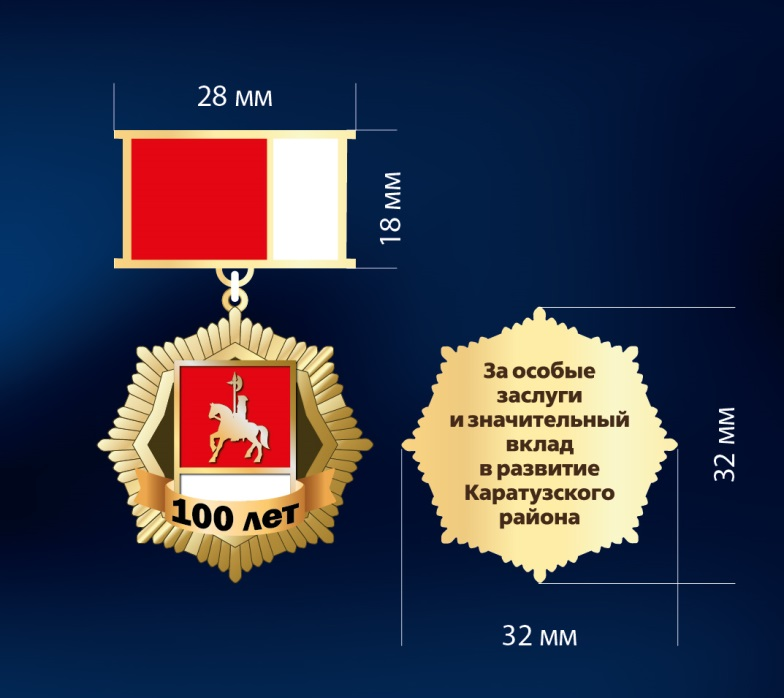 28 мм
18 мм
100 лет
За особые
заслуги
и значительный
вклад
в развитие
Каратузского
района
32 мм
32 мм